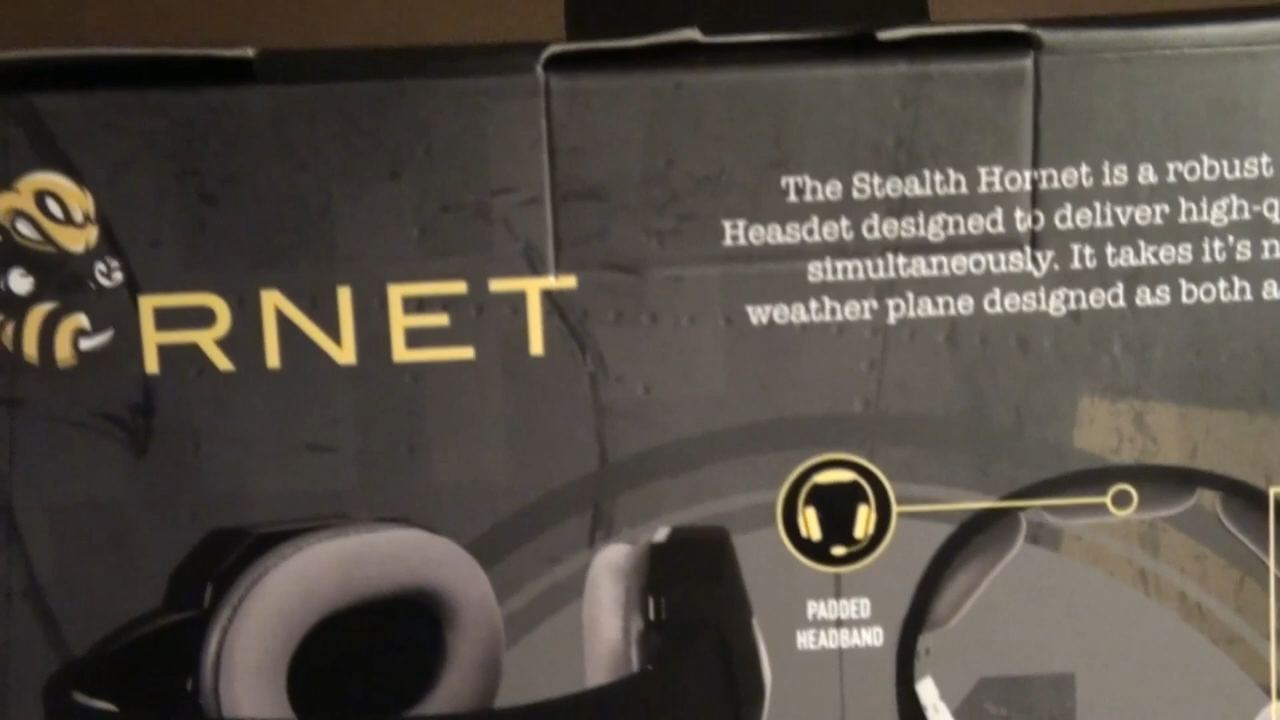 RNET
The Stealth Hornet is a robust
Heasdet designed to deliver high-q
simultaneously. It takes it's n
weather plane designed as both a
PADDED
HEADBAND